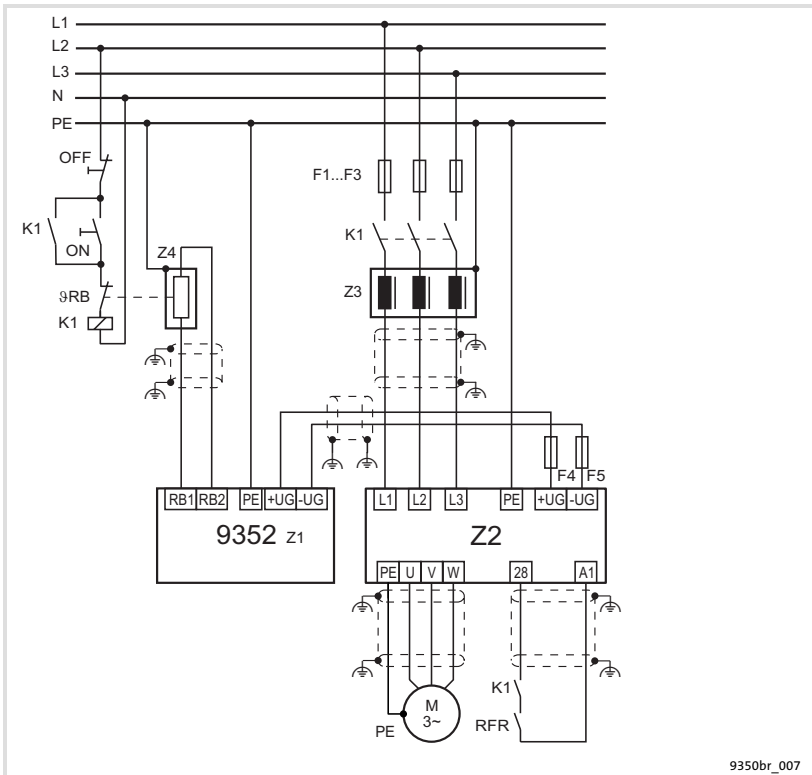 L1
L2
L3
N
PE
OFF
F1...F3
K1
ON
Z4
K1
ϑRB
Z3
K1
F4 F5
RB1 RB2 PE +UG -UG
L1 L2 L3 PE +UG -UG
9352 Z1
Z2
PE U V W 28 A1
K1
M
3~
RFR
PE
9350br_007